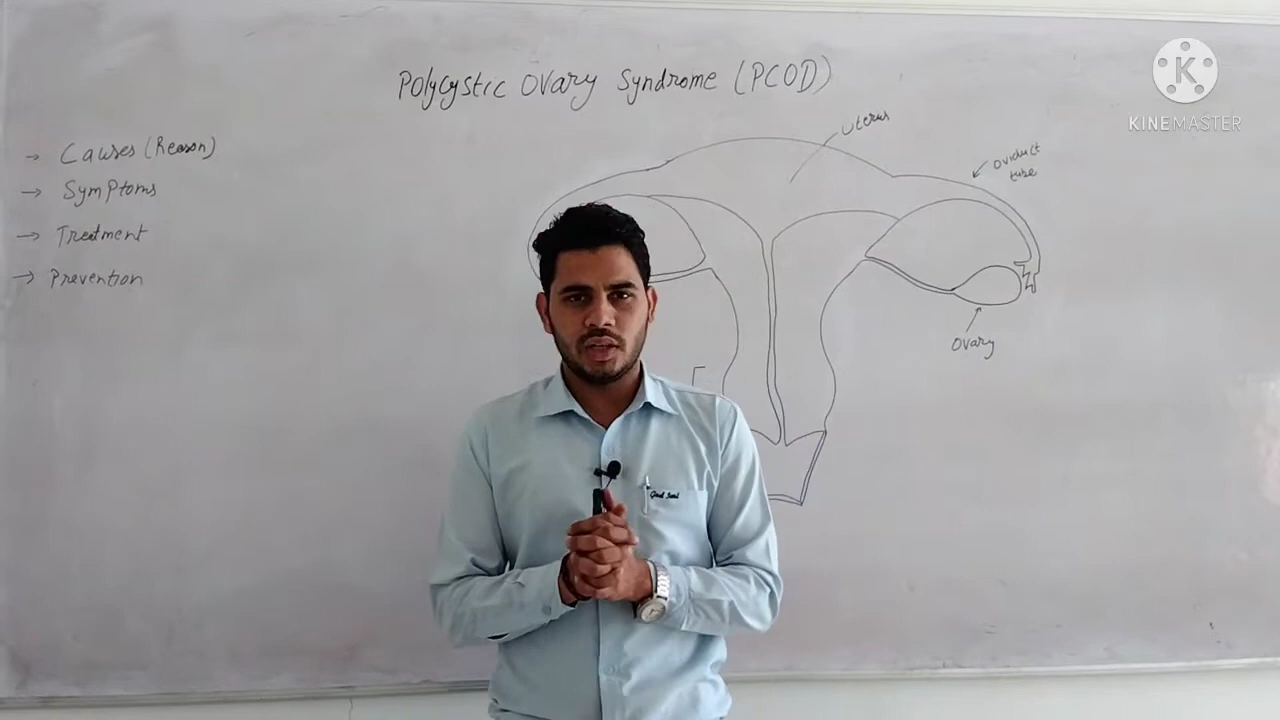 Polycystic Ovary Syndrome (PCOD)
→ Causes (Reason)
→ Symptoms
→ Treatment
→ Prevention
uterus
oviduct
tube
ovary
K
KINEMASTER